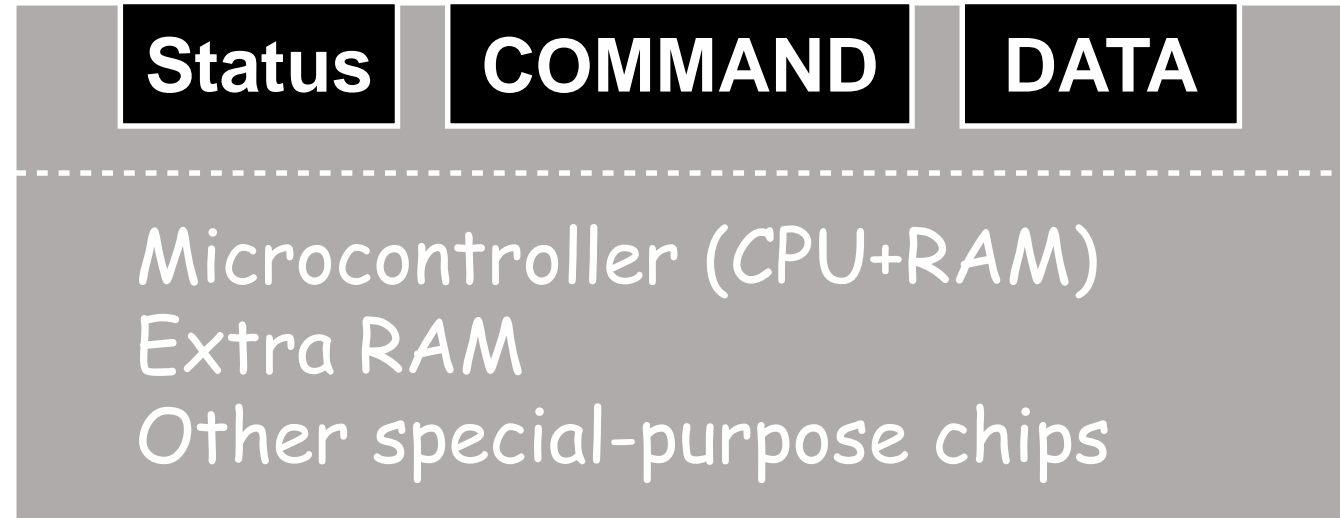 Status COMMAND DATA
Microcontroller (CPU+RAM)
Extra RAM
Other special-purpose chips